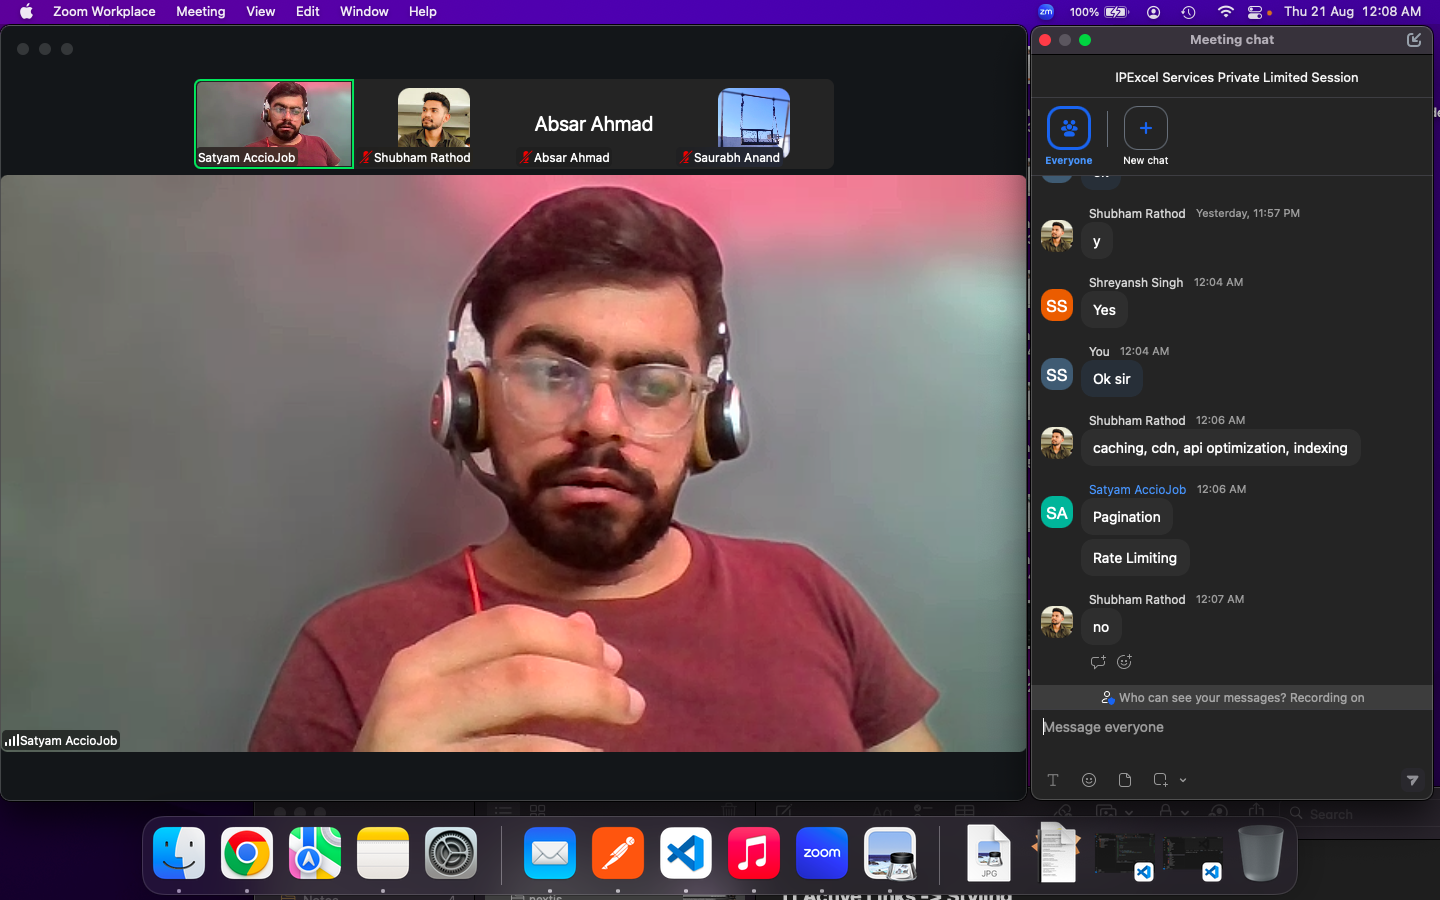 Zoom Workplace Meeting View Edit Window Help
zm 100% Thu 21 Aug 12:08 AM
Satyam AccioJob
Shubham Rathod
Absar Ahmad
Absar Ahmad
Saurabh Anand
Satyam AccioJob
Meeting chat
IPExcel Services Private Limited Session
Everyone
New chat
Shubham Rathod Yesterday, 11:57 PM
y
Shreyansh Singh 12:04 AM
SS
Yes
You 12:04 AM
SS
Ok sir
Shubham Rathod 12:06 AM
caching, cdn, api optimization, indexing
Satyam AccioJob 12:06 AM
SA
Pagination
Rate Limiting
Shubham Rathod 12:07 AM
no
Who can see your messages? Recording on
Message everyone
Search
zoom
JPG
Notes 4